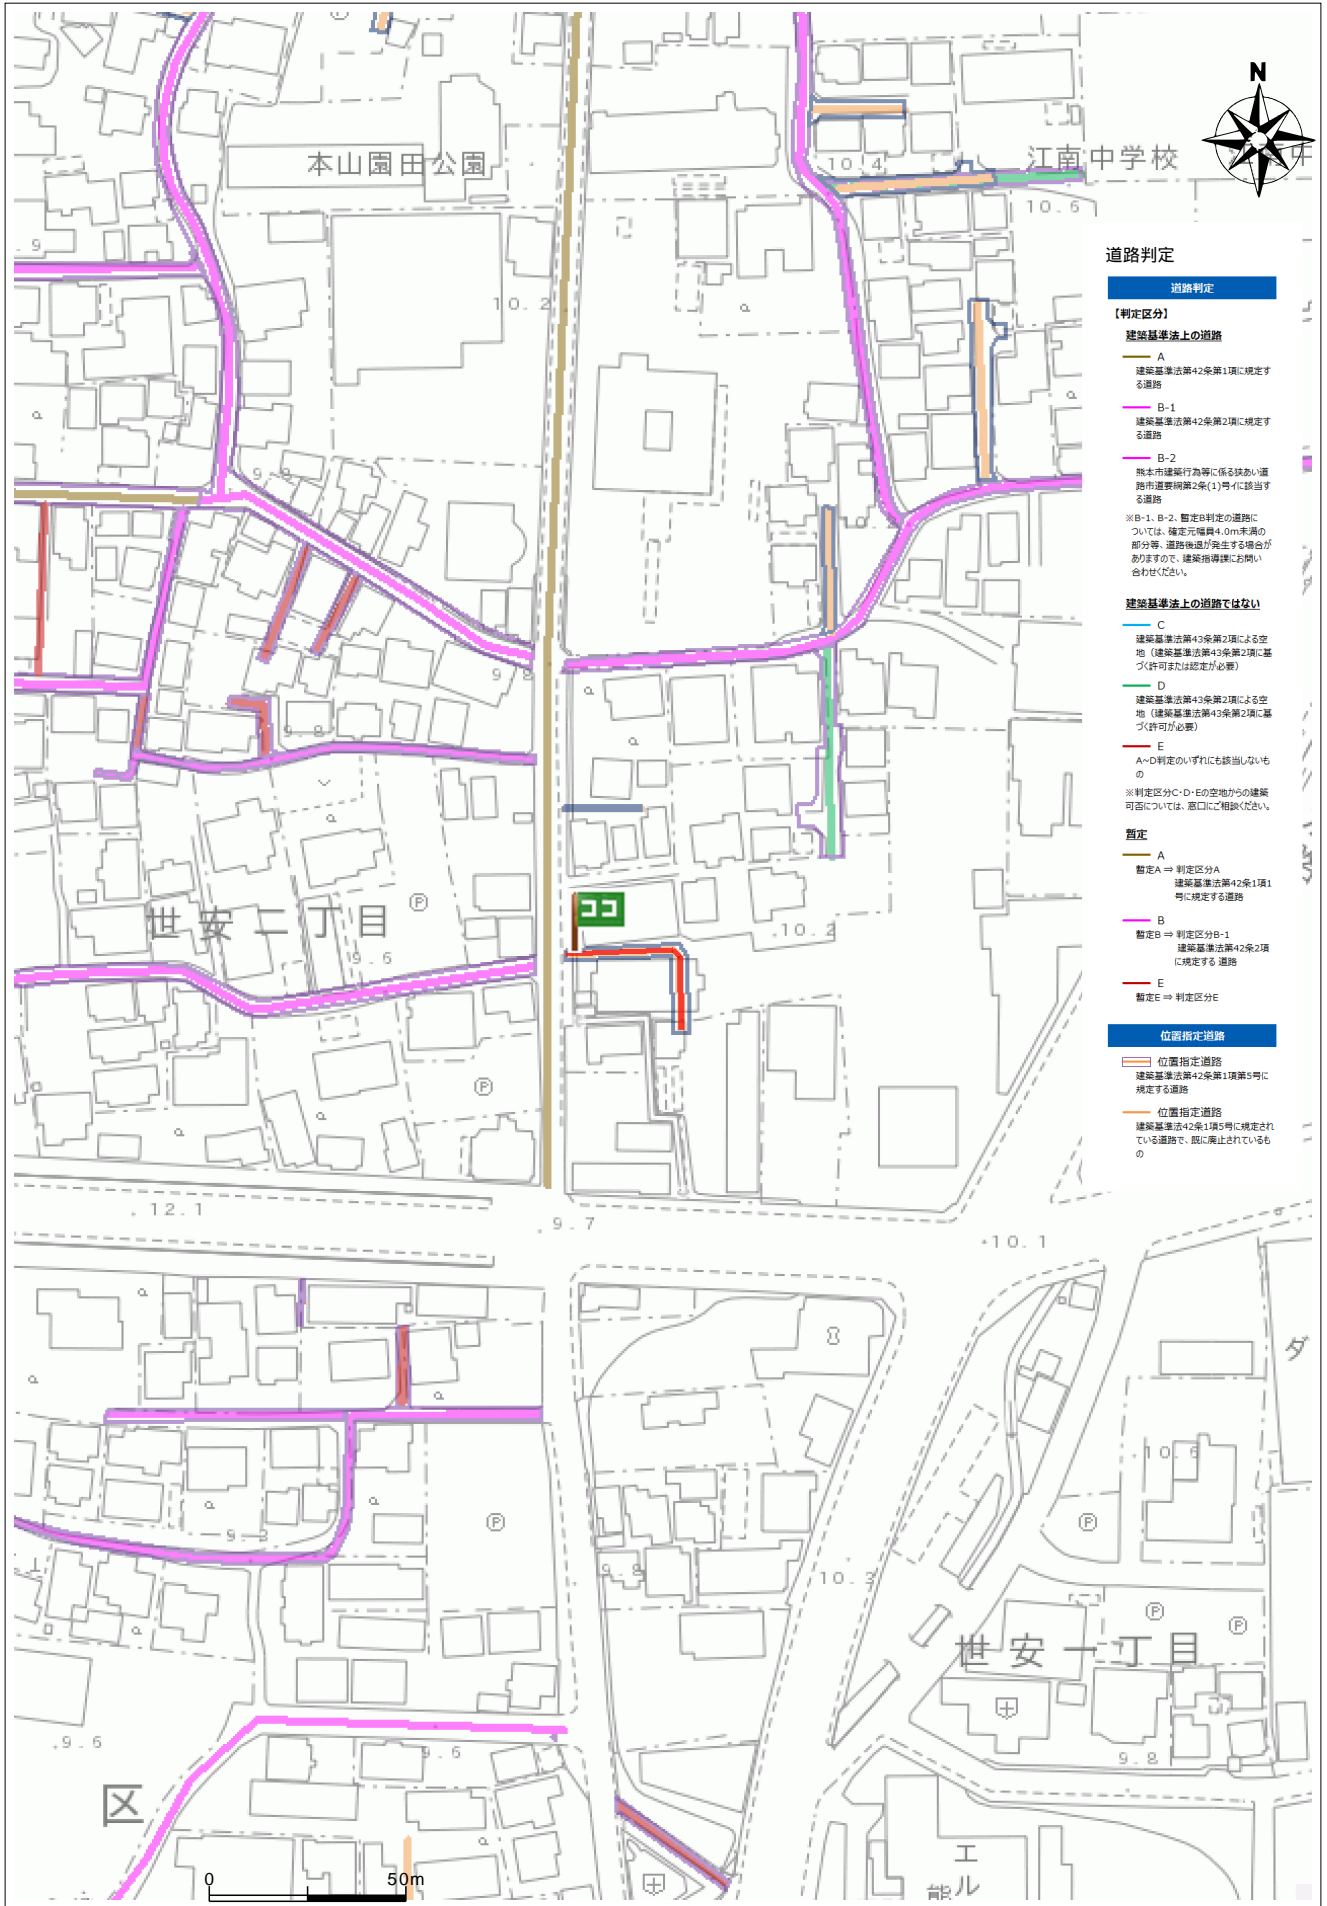 N
本山園田公園
江南中学校
中
10.4
10.6
.9
10.2
9.8
9.8
9.8
道路判定
道路判定
【判定区分】
建築基準法上の道路
A
建築基準法第42条第1項に規定す
る道路
B-1
建築基準法第42条第2項に規定す
る道路
B-2
熊本市建築行為等に係る狭あい道
路市道要綱第2条(1)号イに該当す
る道路
※B-1、B-2、暫定B判定の道路に
ついては、確定元幅員4.0m未満の
部分等、道路後退が発生する場合が
ありますので、建築指導課にお問い
合わせください。
建築基準法上の道路ではない
C
建築基準法第43条第2項による空
地（建築基準法第43条第2項に基
づく許可または認定が必要）
D
建築基準法第43条第2項による空
地（建築基準法第43条第2項に基
づく許可が必要）
E
A~D判定のいずれにも該当しないも
の
※判定区分C・D・Eの空地からの建築
可否については、窓口にご相談ください。
暫定
A
暫定A ⇒ 判定区分A
建築基準法第42条1項1
号に規定する道路
B
暫定B ⇒ 判定区分B-1
建築基準法第42条2項
に規定する 道路
E
暫定E ⇒ 判定区分E
位置指定道路
位置指定道路
建築基準法第42条第1項第5号に
規定する道路
位置指定道路
建築基準法42条1項5号に規定され
ている道路で、既に廃止されているも
の
ココ
P
世安二丁目
.10.2
9.6
P
.12.1
.9.7
.10.1
ダ
.10.6
P
P
9.3
9.8
10.3
P
P
世安一丁目
.9.6
9.6
9.8
区
エル
熊
0
50m